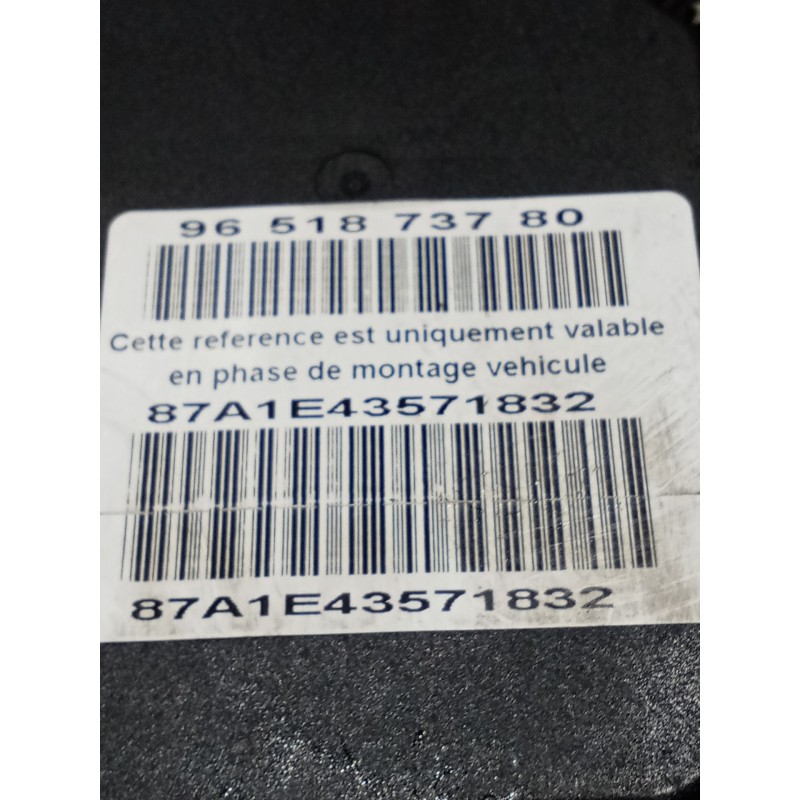 96 518 737 80
Cette reference est uniquement valable
en phase de montage vehicule
87A1E43571832
87A1E43571832